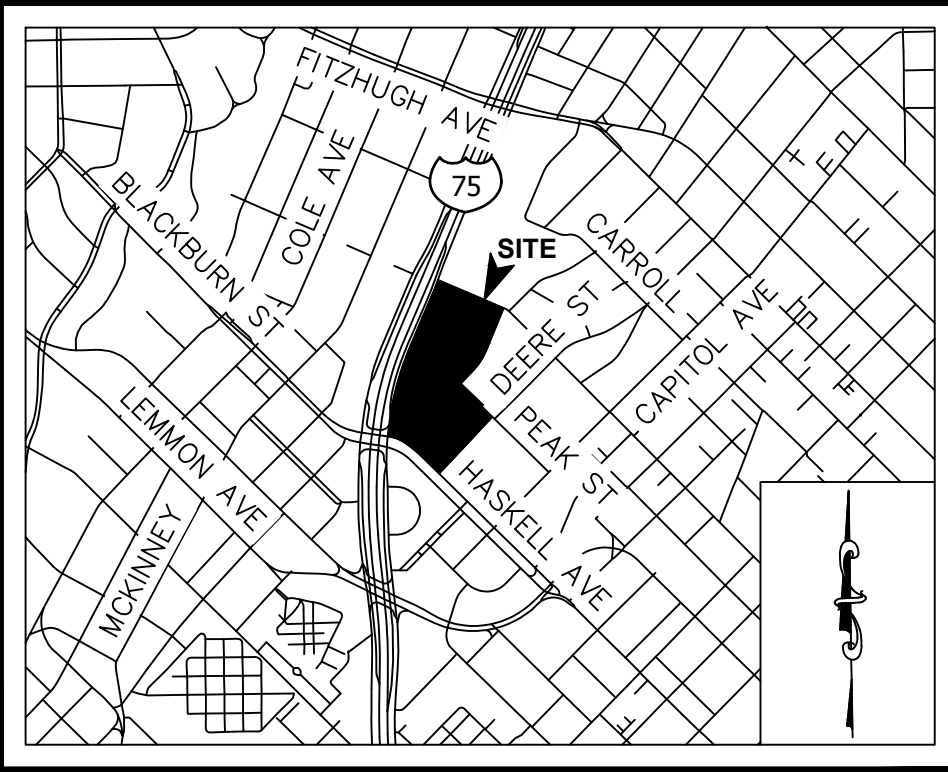 FITZHUGH AVE
75
COLE AVE
BLACKBURN ST
SITE
CARROLL
DEERE ST
CAPITOL AVE
LEMMON AVE
PEAK ST
HASKELL AVE
MCKINNEY